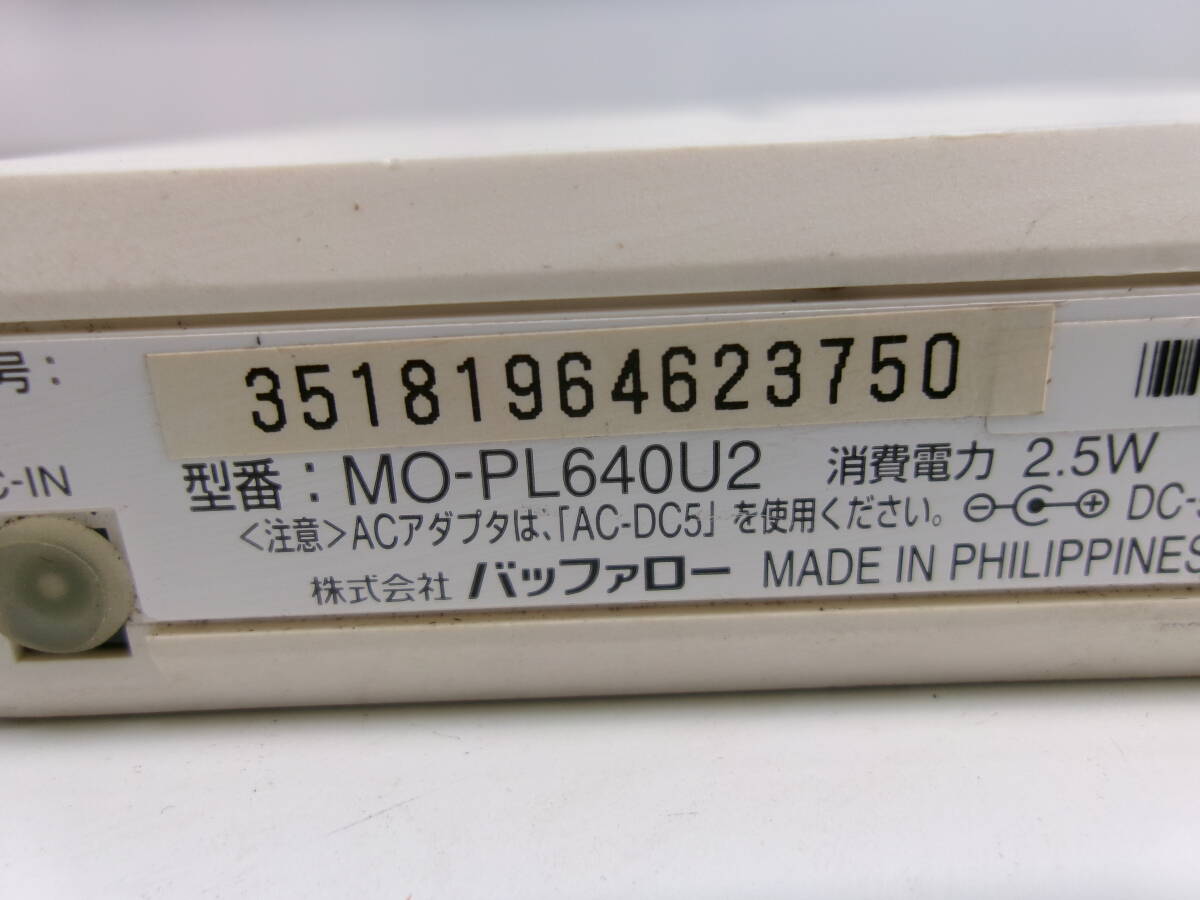 号: 35181964623750
型番: MO-PL640U2 消費電力 2.5W
C-IN
<注意>ACアダプタは、「AC-DC5」を使用ください。 DC-
株式会社 バッファロー MADE IN PHILIPPINES